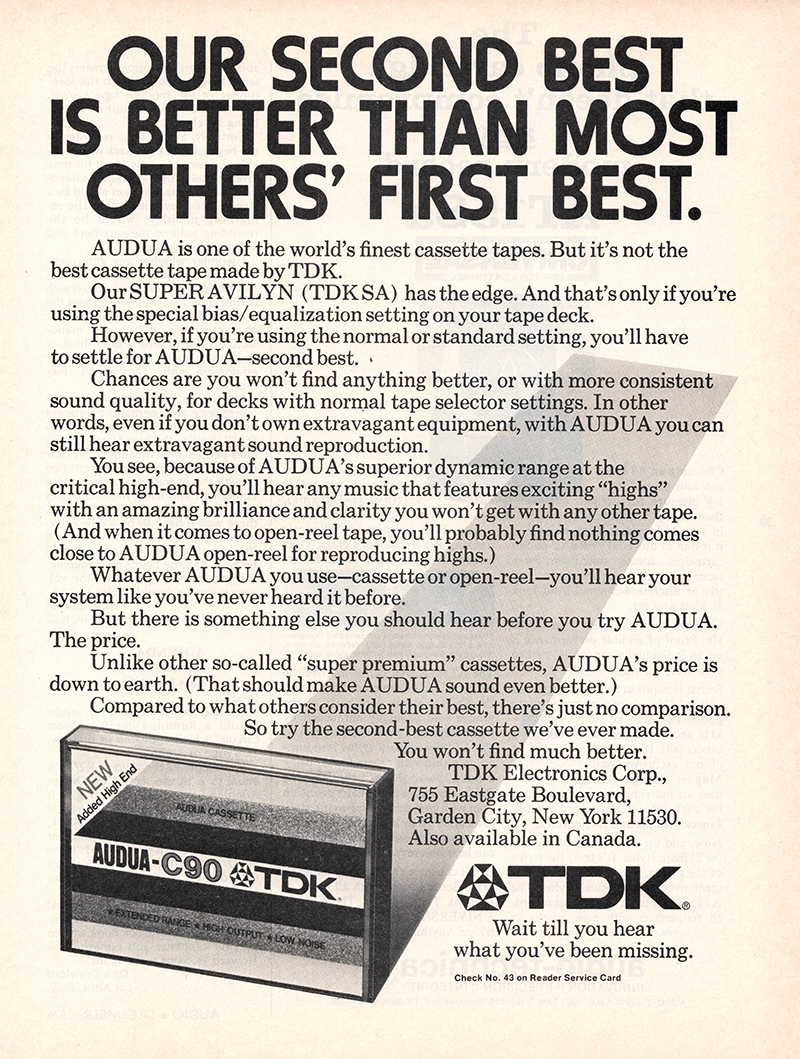 OUR SECOND BEST
IS BETTER THAN MOST
OTHERS' FIRST BEST.
AUDUA is one of the world's finest cassette tapes. But it's not the
best cassette tape made by TDK.
Our SUPER AVILYN (TDK SA) has the edge. And that's only if you're
using the special bias/equalization setting on your tape deck.
However, if you're using the normal or standard setting, you'll have
to settle for AUDUA—second best.
Chances are you won't find anything better, or with more consistent
sound quality, for decks with normal tape selector settings. In other
words, even if you don't own extravagant equipment, with AUDUA you can
still hear extravagant sound reproduction.
You see, because of AUDUA's superior dynamic range at the
critical high-end, you'll hear any music that features exciting "highs"
with an amazing brilliance and clarity you won't get with any other tape.
(And when it comes to open-reel tape, you'll probably find nothing comes
close to AUDUA open-reel for reproducing highs.)
Whatever AUDUA you use—cassette or open-reel—you'll hear your
system like you've never heard it before.
But there is something else you should hear before you try AUDUA.
The price.
Unlike other so-called "super premium" cassettes, AUDUA's price is
down to earth. (That should make AUDUA sound even better.)
Compared to what others consider their best, there's just no comparison.
So try the second-best cassette we've ever made.
You won't find much better.
TDK Electronics Corp.,
755 Eastgate Boulevard,
Garden City, New York 11530.
Also available in Canada.
NEW
Added High End
AUDUA CASSETTE
AUDUA-C90 TDK®
★ EXTENDED RANGE ★ HIGH OUTPUT ★ LOW NOISE
TDK®
Wait till you hear
what you've been missing.
Check No. 43 on Reader Service Card